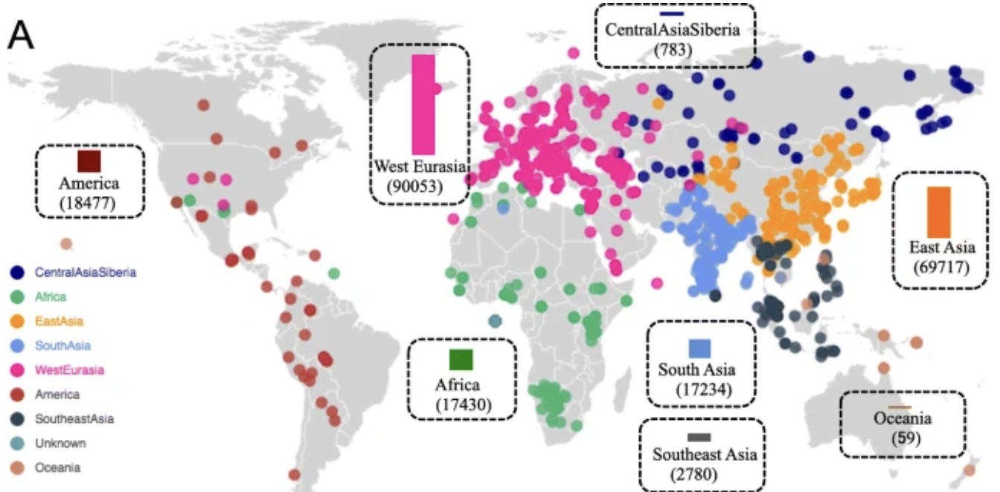 A
CentralAsiaSiberia
(783)
West Eurasia
(90053)
America
(18477)
East Asia
(69717)
CentralAsiaSiberia
Africa
EastAsia
SouthAsia
WestEurasia
America
SoutheastAsia
Unknown
Oceania
Africa
(17430)
South Asia
(17234)
Southeast Asia
(2780)
Oceania
(59)